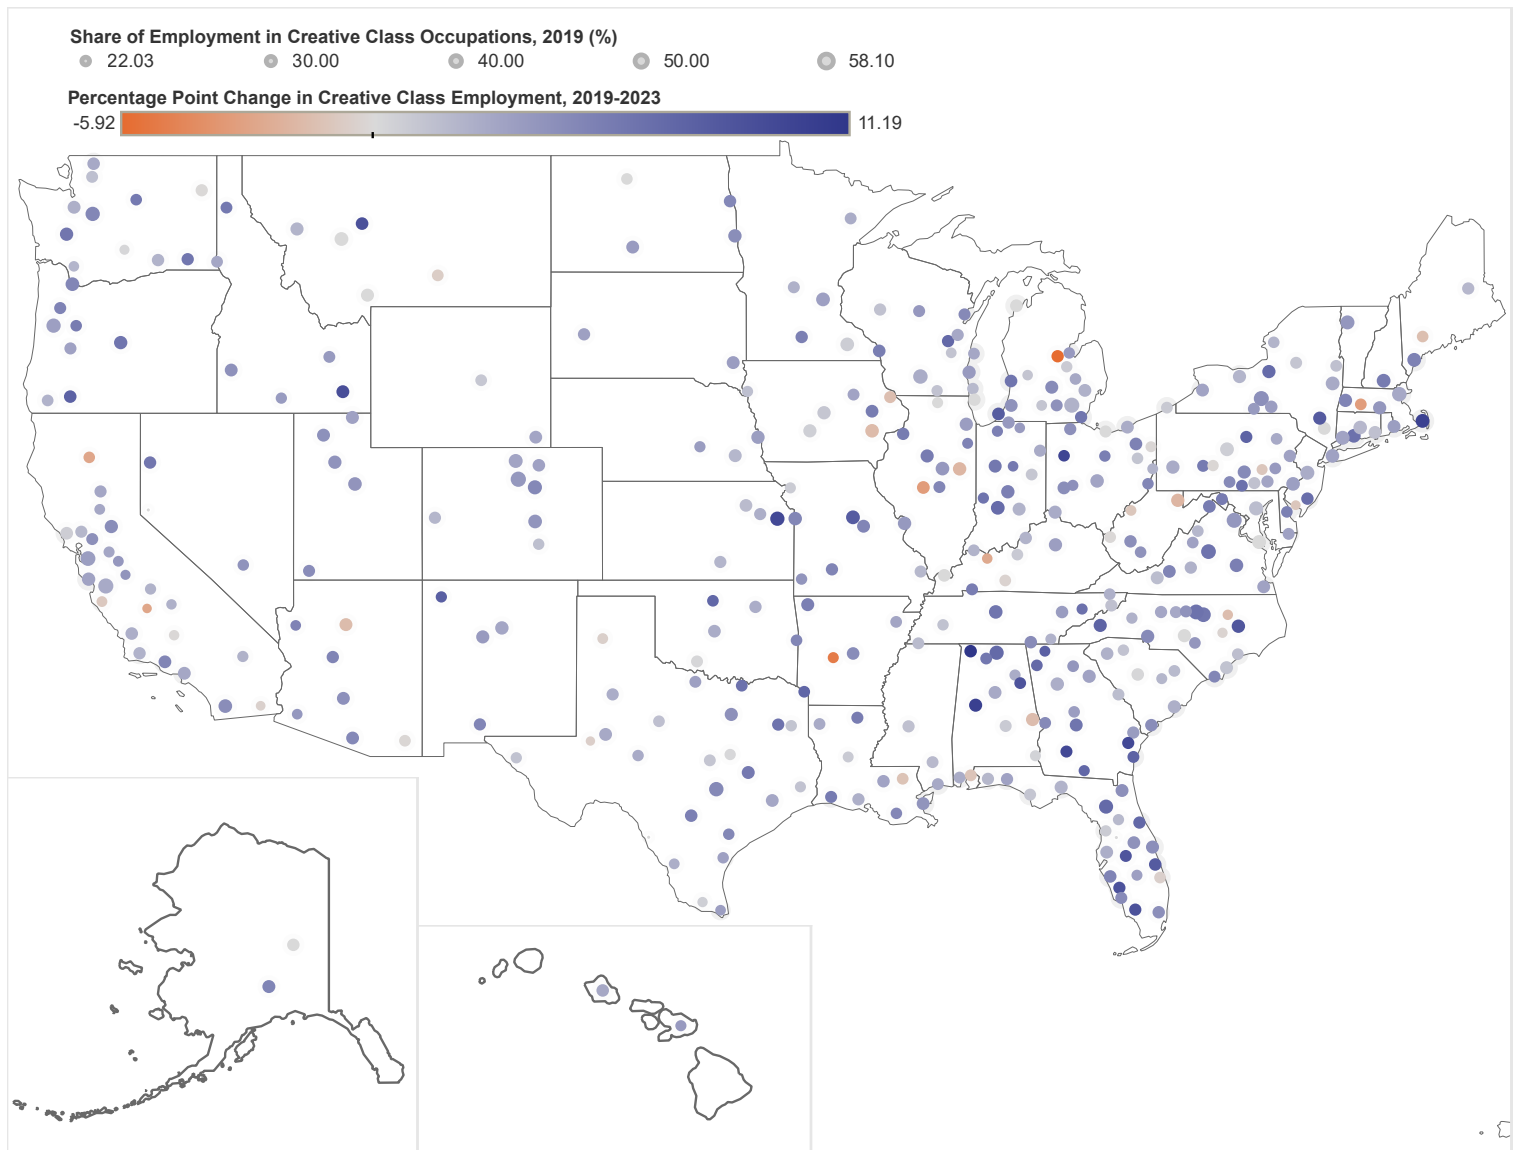 Share of Employment in Creative Class Occupations, 2019 (%)
22.03 30.00 40.00 50.00 58.10
Percentage Point Change in Creative Class Employment, 2019-2023
-5.92 11.19